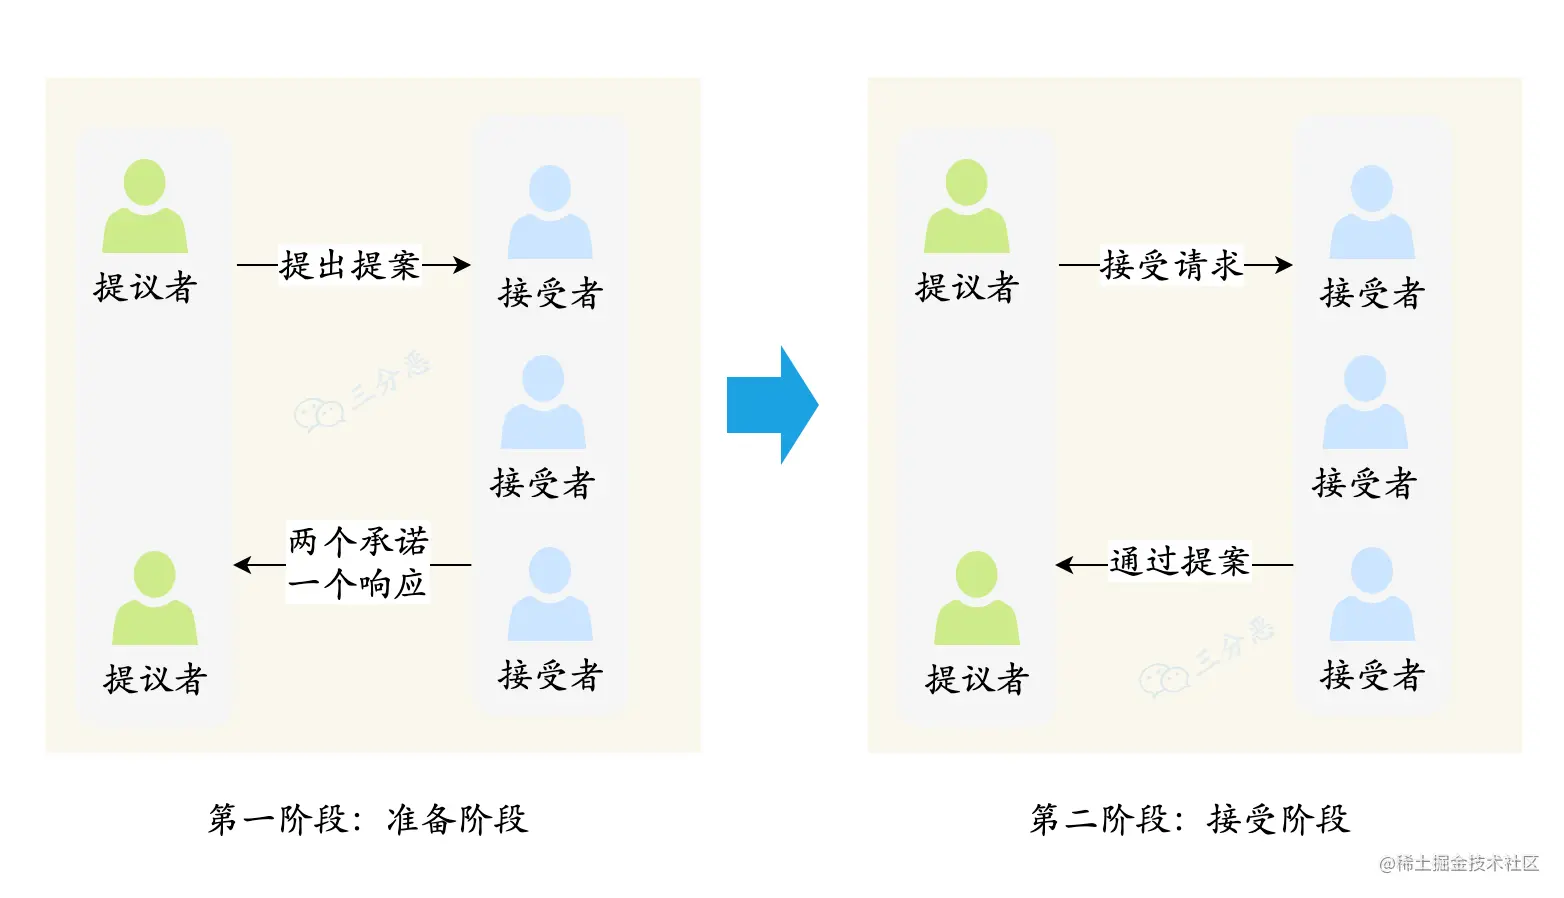 提议者
提出提案
接受者
三分恶
接受者
两个承诺
一个响应
提议者
接受者
第一阶段：准备阶段
提议者
接受请求
接受者
接受者
通过提案
三分恶
提议者
接受者
第二阶段：接受阶段
@稀土掘金技术社区